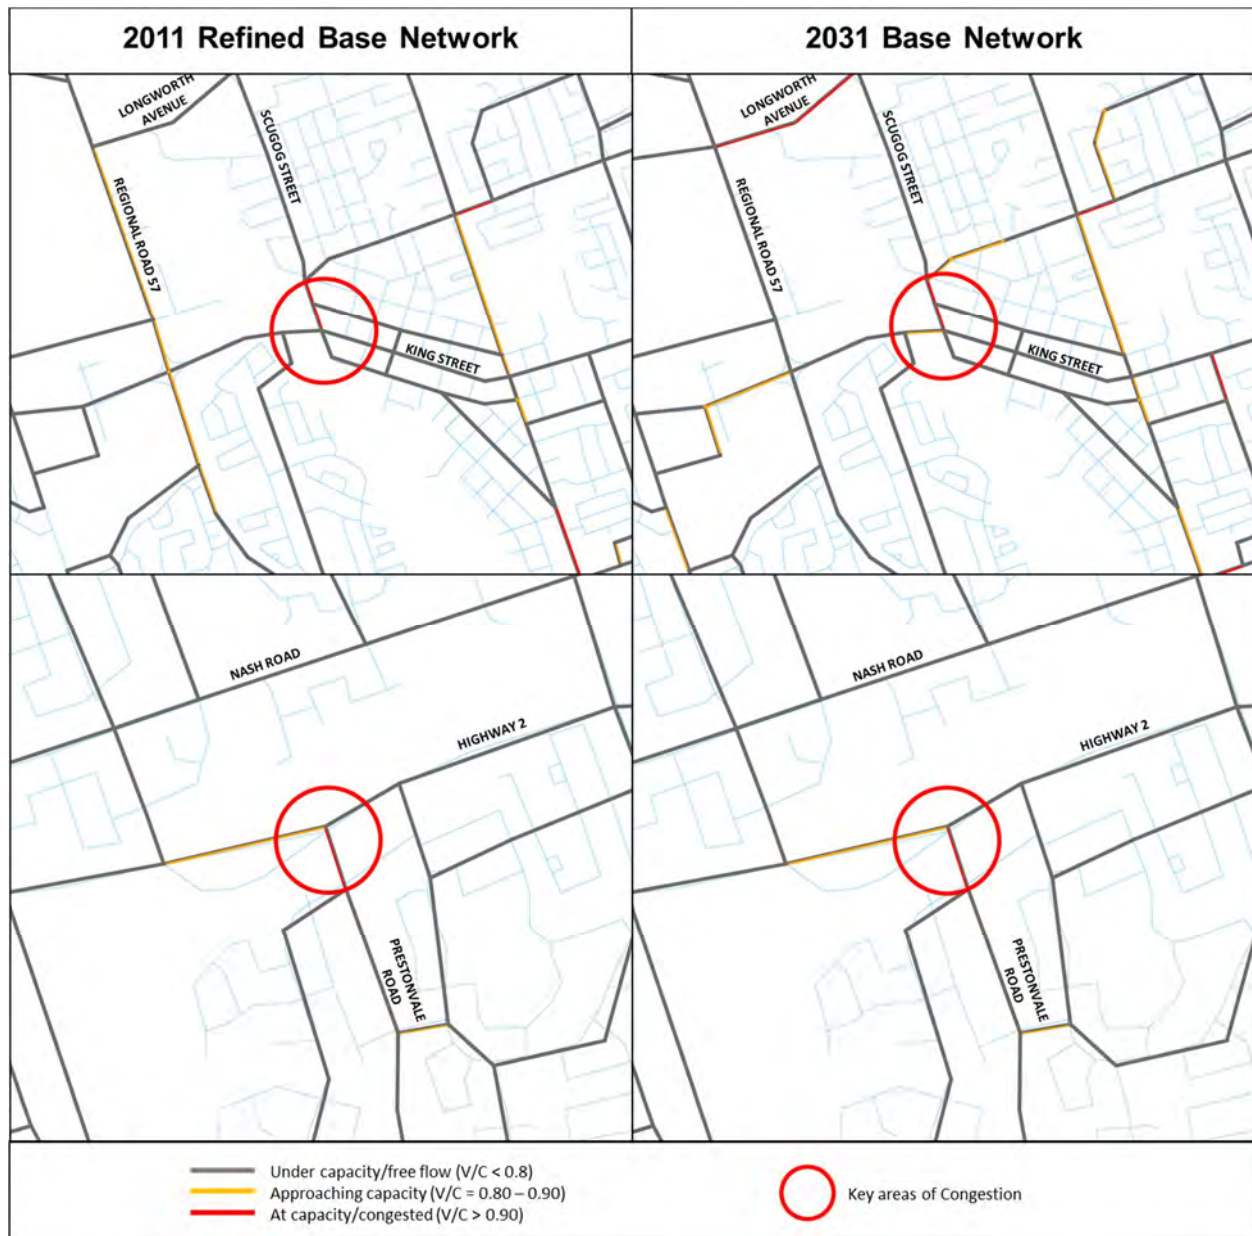 2011 Refined Base Network
2031 Base Network
LONGWORTH
AVENUE
SCUGOG STREET
REGIONAL ROAD 57
KING STREET
LONGWORTH
AVENUE
SCUGOG STREET
REGIONAL ROAD 57
KING STREET
NASH ROAD
HIGHWAY 2
PRESTONVALE
ROAD
NASH ROAD
HIGHWAY 2
PRESTONVALE
ROAD
Under capacity/free flow (V/C < 0.8)
Approaching capacity (V/C = 0.80 – 0.90)
At capacity/congested (V/C > 0.90)
Key areas of Congestion